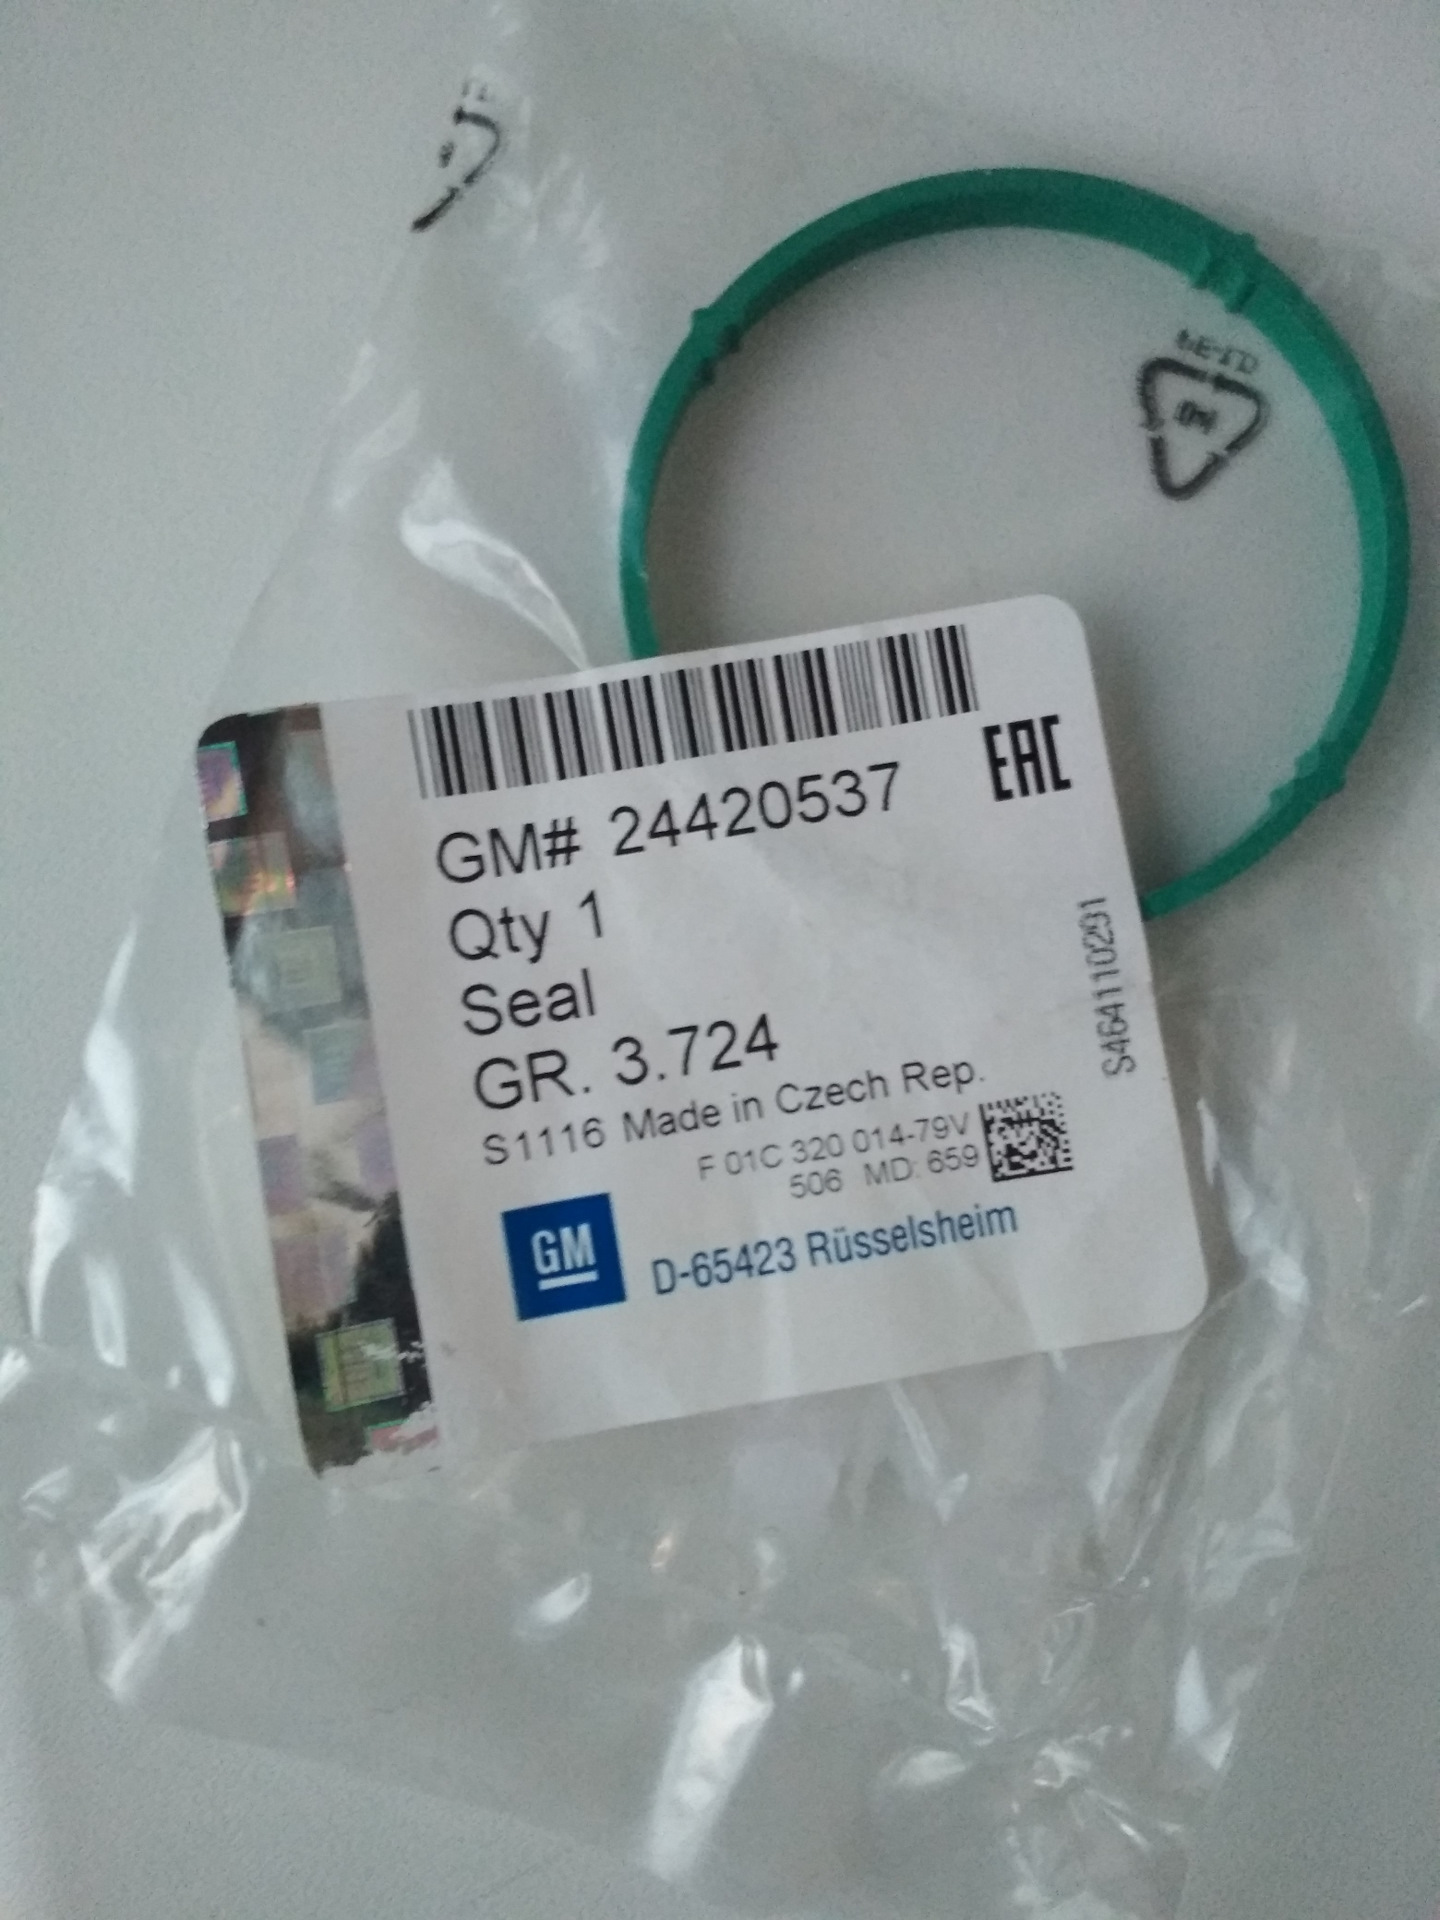 EAC
GM# 24420537
Qty 1
Seal
GR. 3.724
S1116 Made in Czech Rep.
F 01C 320 014-79V
506 MD: 659
GM D-65423 Rüsselsheim
S464110291